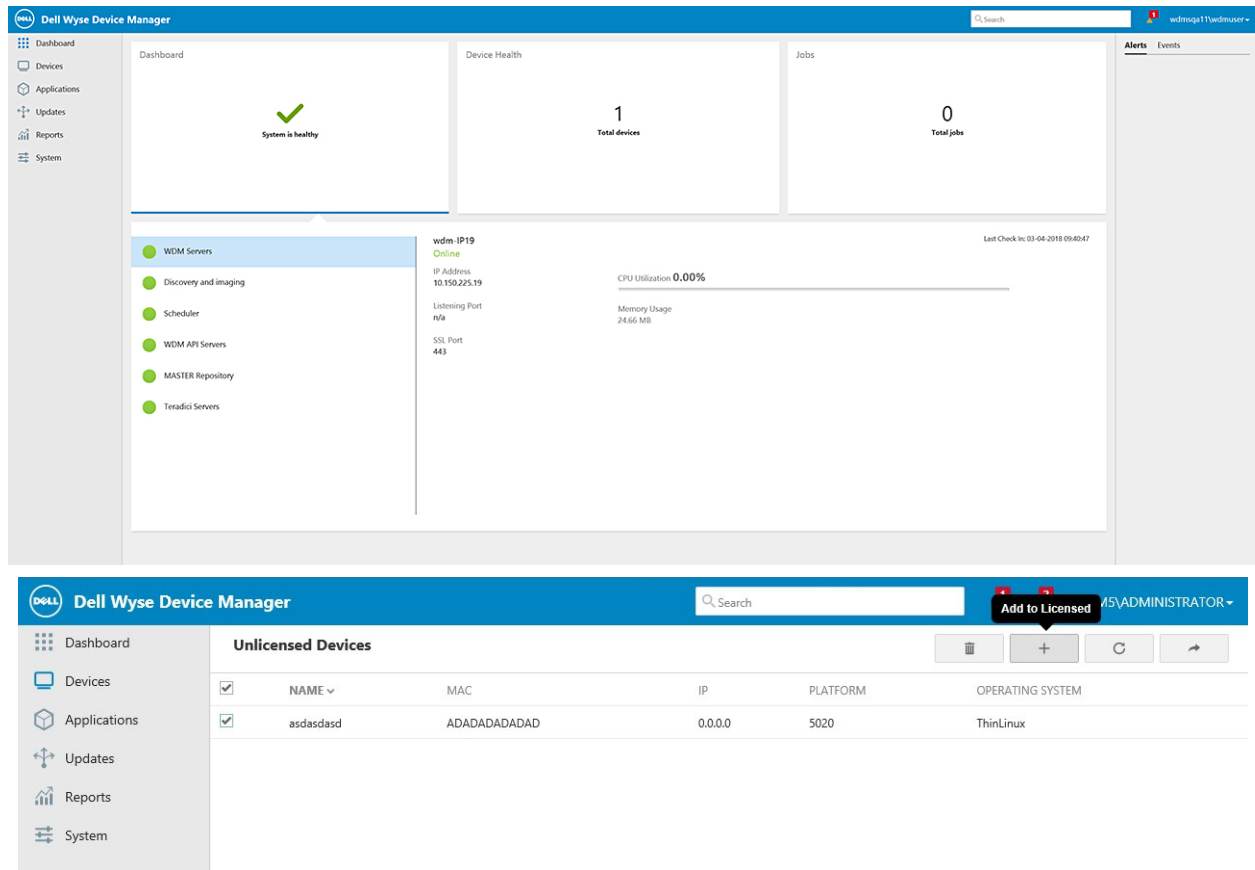 DELL Dell Wyse Device Manager Search 1 wdmsqa11\wdmuser
Dashboard
Devices
Applications
Updates
Reports
System
Dashboard
System is healthy
Device Health
1
Total devices
Jobs
0
Total jobs
Alerts Events
WDM Servers
Discovery and imaging
Scheduler
WDM API Servers
MASTER Repository
Teradici Servers
wdm-IP19
Online
IP Address
10.150.225.19
Listening Port
n/a
SSL Port
443
CPU Utilization 0.00%
Memory Usage
24.66 MB
Last Check In: 03-04-2018 09:40:47
DELL Dell Wyse Device Manager Search M5\ADMINISTRATOR
Add to Licensed
Dashboard
Devices
Applications
Updates
Reports
System
Unlicensed Devices
NAME MAC IP PLATFORM OPERATING SYSTEM
asdasdasd ADADADADADAD 0.0.0.0 5020 ThinLinux